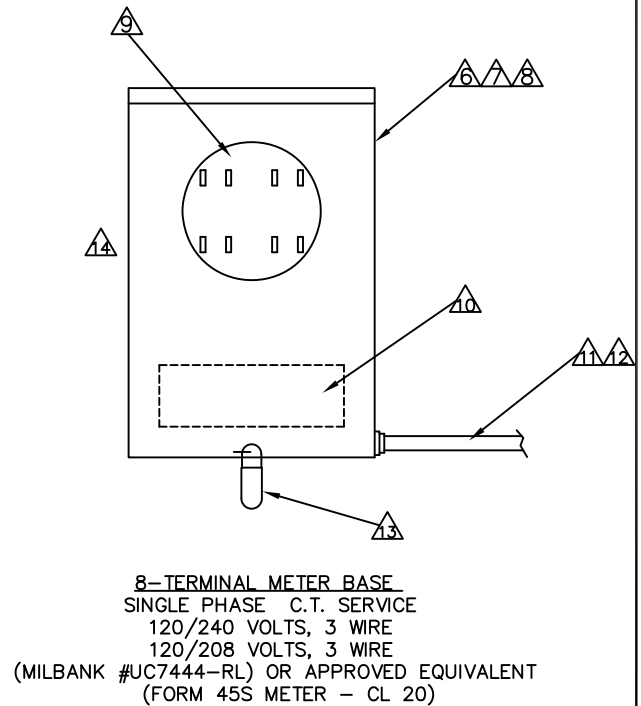 9
6 7 8
14
10
11 12
13
8-TERMINAL METER BASE
SINGLE PHASE C.T. SERVICE
120/240 VOLTS, 3 WIRE
120/208 VOLTS, 3 WIRE
(MILBANK #UC7444-RL) OR APPROVED EQUIVALENT
(FORM 45S METER - CL 20)